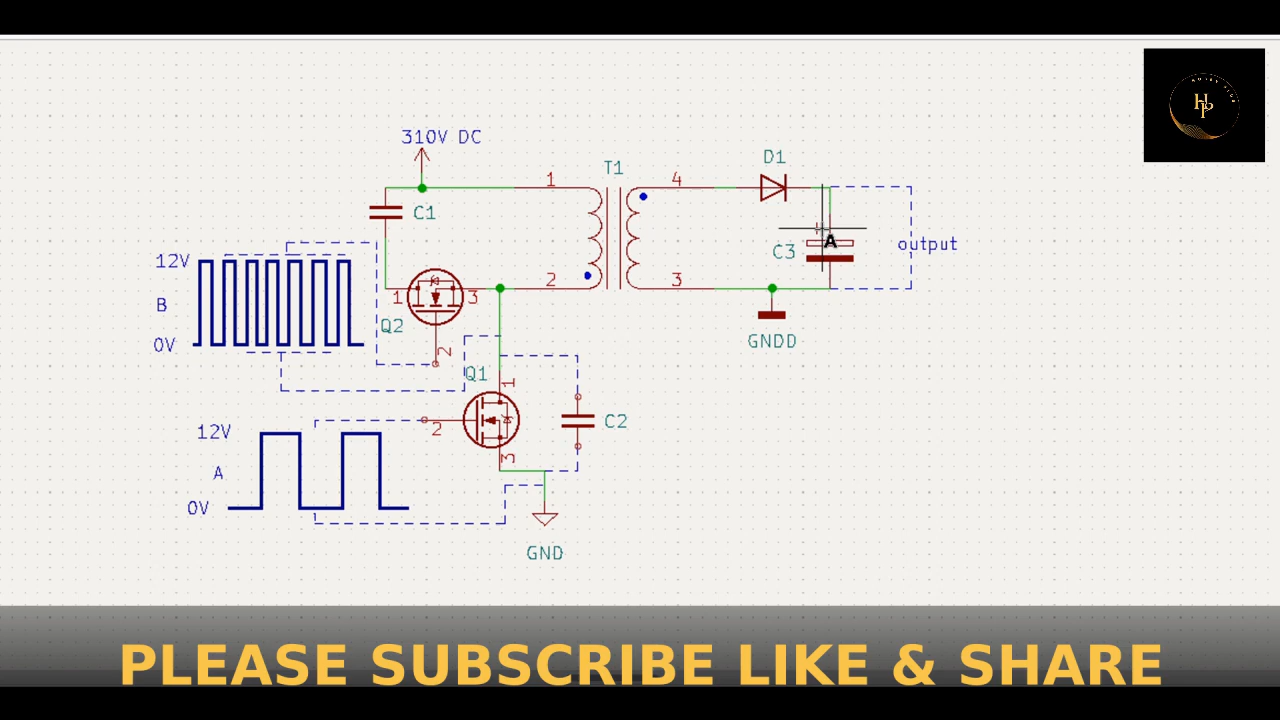 310V DC
T1
D1
1
4
C1
C3
A
output
12V
B
0V
2
3
1
3
Q2
2
GNDD
Q1
1
12V
2
C2
A
3
0V
GND
PLEASE SUBSCRIBE LIKE & SHARE